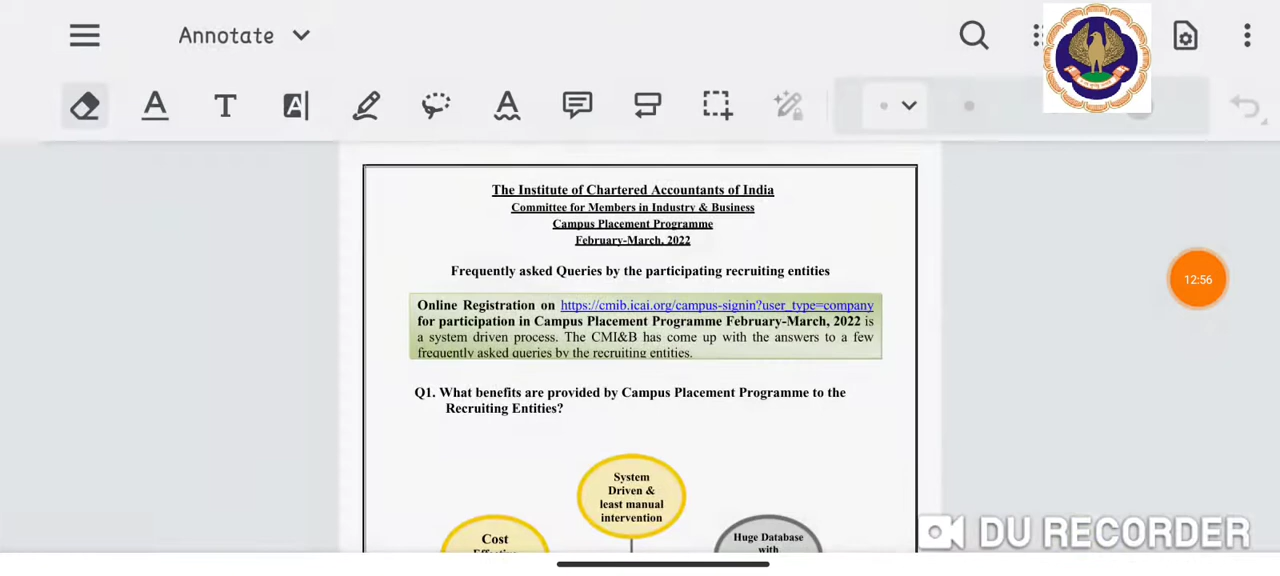 Annotate
A
T
A
A
12:56
The Institute of Chartered Accountants of India
Committee for Members in Industry & Business
Campus Placement Programme
February-March, 2022
Frequently asked Queries by the participating recruiting entities
Online Registration on https://cmib.icai.org/campus-signin?user_type=company
for participation in Campus Placement Programme February-March, 2022 is
a system driven process. The CMI&B has come up with the answers to a few
frequently asked queries by the recruiting entities.
Q1. What benefits are provided by Campus Placement Programme to the
Recruiting Entities?
System
Driven &
least manual
intervention
Cost
Effective
Huge Database
with
DU RECORDER